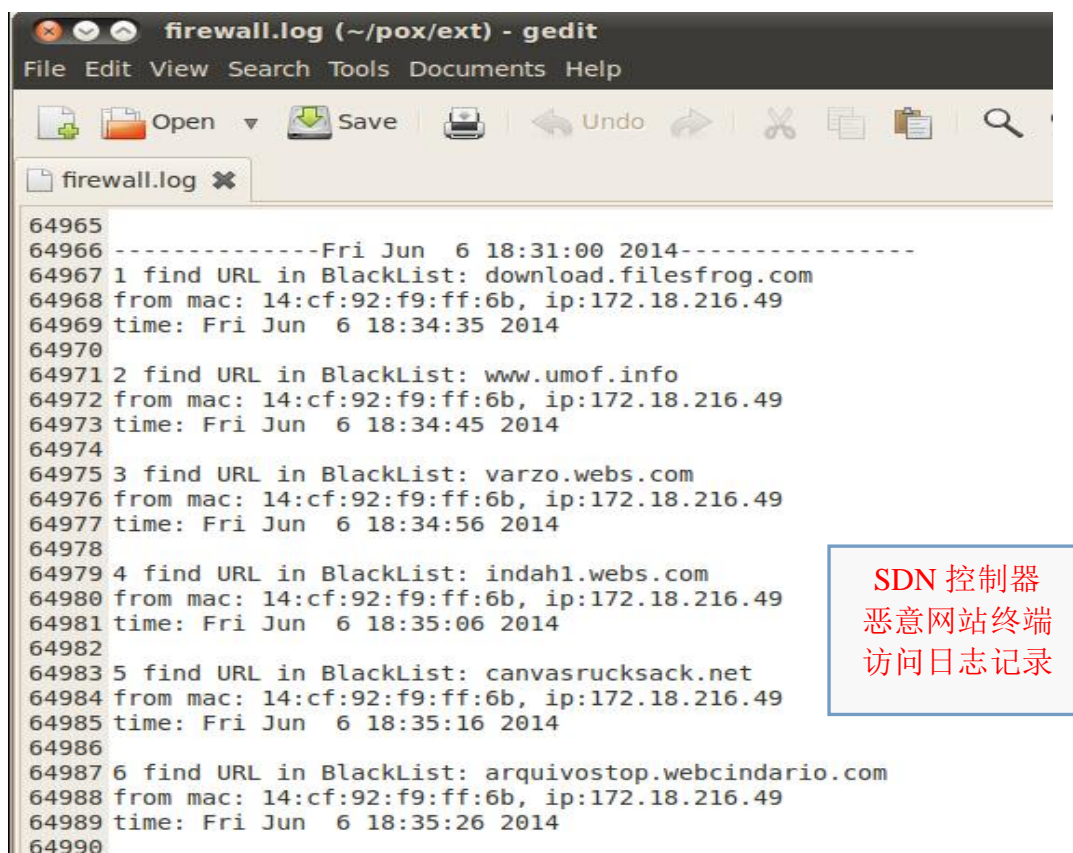 firewall.log (~/pox/ext) - gedit
File Edit View Search Tools Documents Help
Open Save Undo
firewall.log
64965
64966 --------------Fri Jun  6 18:31:00 2014----------------
64967 1 find URL in BlackList: download.filesfrog.com
64968 from mac: 14:cf:92:f9:ff:6b, ip:172.18.216.49
64969 time: Fri Jun  6 18:34:35 2014
64970
64971 2 find URL in BlackList: www.umof.info
64972 from mac: 14:cf:92:f9:ff:6b, ip:172.18.216.49
64973 time: Fri Jun  6 18:34:45 2014
64974
64975 3 find URL in BlackList: varzo.webs.com
64976 from mac: 14:cf:92:f9:ff:6b, ip:172.18.216.49
64977 time: Fri Jun  6 18:34:56 2014
64978
64979 4 find URL in BlackList: indah1.webs.com
64980 from mac: 14:cf:92:f9:ff:6b, ip:172.18.216.49
64981 time: Fri Jun  6 18:35:06 2014
64982
64983 5 find URL in BlackList: canvasrucksack.net
64984 from mac: 14:cf:92:f9:ff:6b, ip:172.18.216.49
64985 time: Fri Jun  6 18:35:16 2014
64986
64987 6 find URL in BlackList: arquivostop.webcindario.com
64988 from mac: 14:cf:92:f9:ff:6b, ip:172.18.216.49
64989 time: Fri Jun  6 18:35:26 2014
64990
SDN 控制器
恶意网站终端
访问日志记录